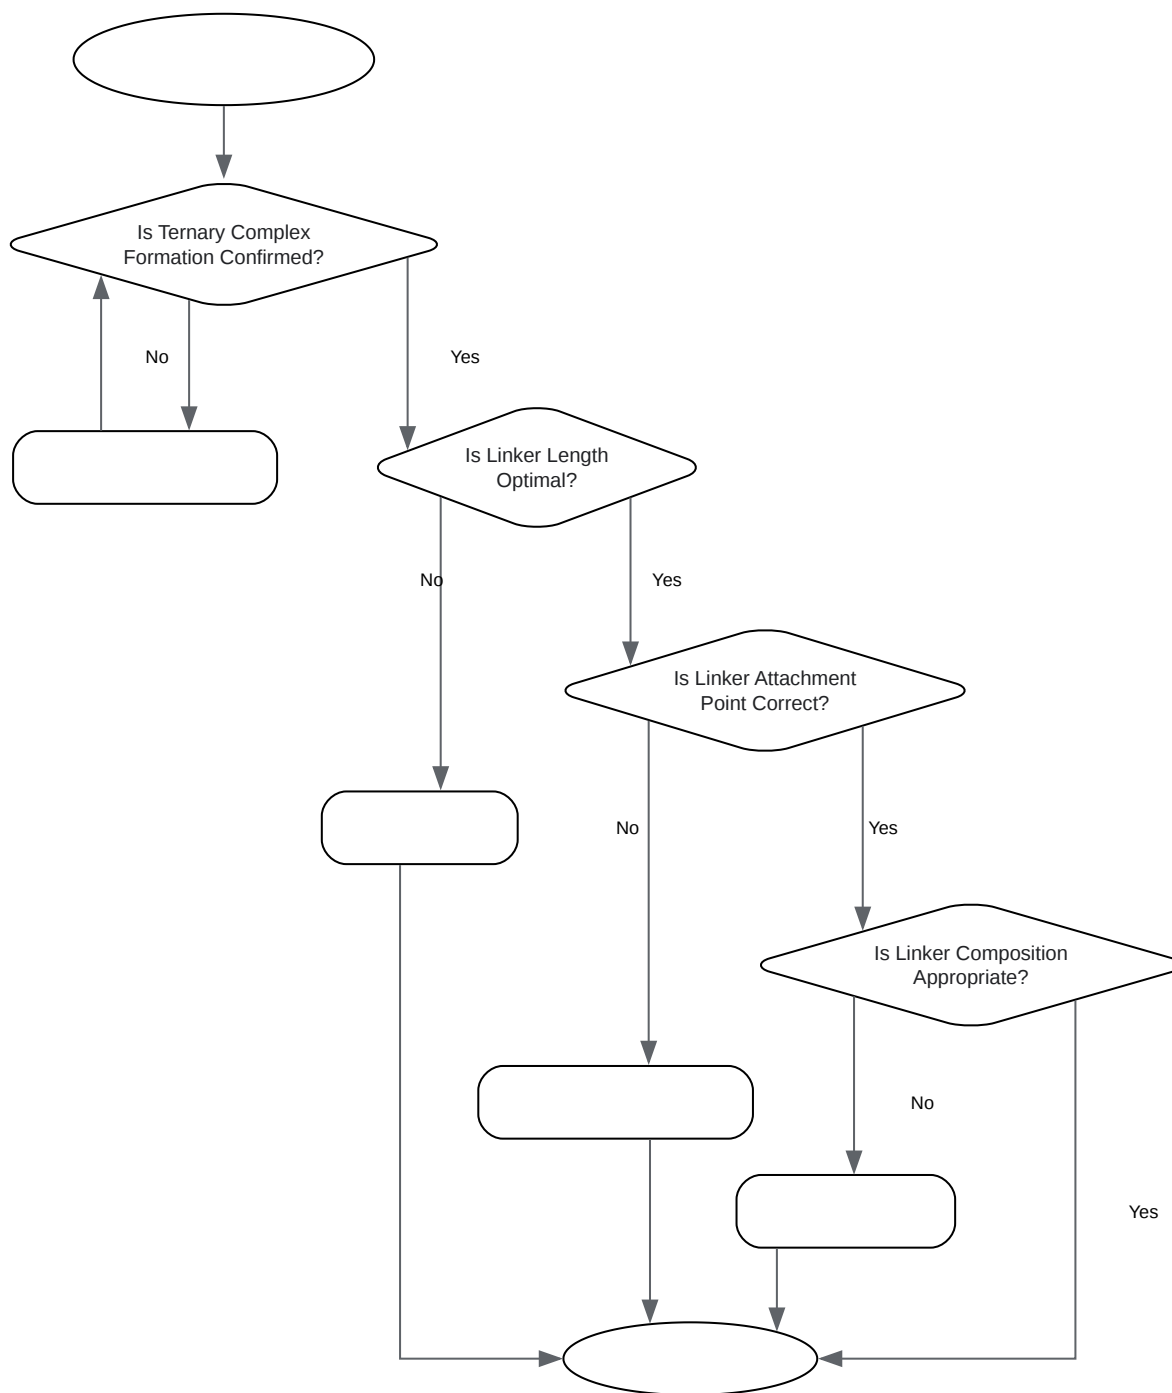 Is Ternary Complex
Formation Confirmed?
No
Yes
Is Linker Length
Optimal?
No
Yes
Is Linker Attachment
Point Correct?
No
Yes
Is Linker Composition
Appropriate?
No
Yes